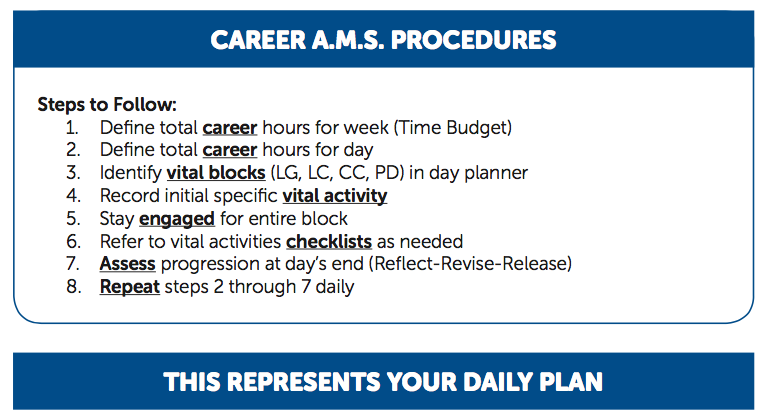 CAREER A.M.S. PROCEDURES
Steps to Follow:
1. Define total career hours for week (Time Budget)
2. Define total career hours for day
3. Identify vital blocks (LG, LC, CC, PD) in day planner
4. Record initial specific vital activity
5. Stay engaged for entire block
6. Refer to vital activities checklists as needed
7. Assess progression at day’s end (Reflect-Revise-Release)
8. Repeat steps 2 through 7 daily
THIS REPRESENTS YOUR DAILY PLAN